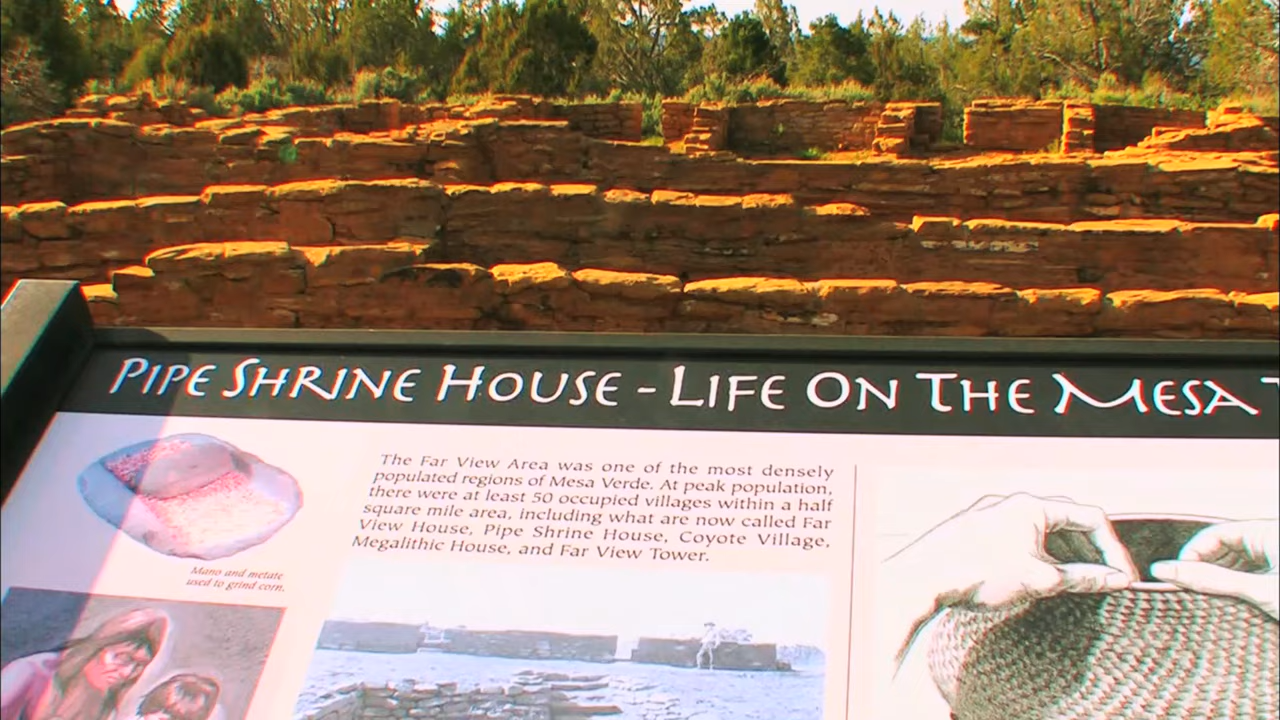 PIPE SHRINE HOUSE - LIFE ON THE MESA
The Far View Area was one of the most densely
populated regions of Mesa Verde. At peak population,
there were at least 50 occupied villages within a half
square mile area, including what are now called Far
View House, Pipe Shrine House, Coyote Village,
Megalithic House, and Far View Tower.
Mano and metate
used to grind corn.